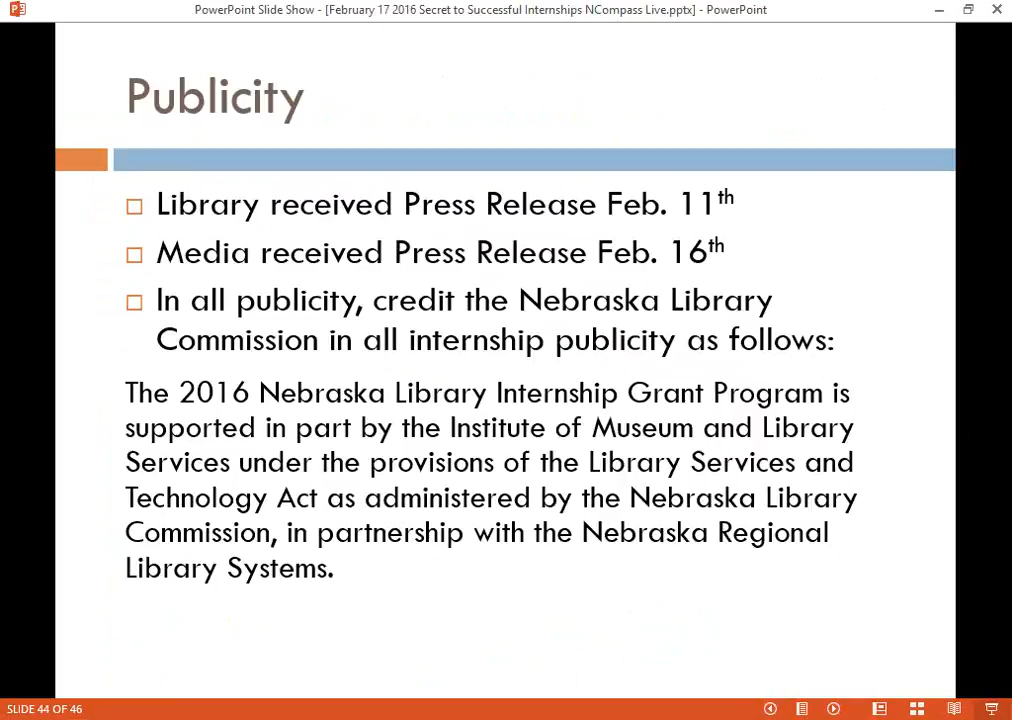 PowerPoint Slide Show - [February 17 2016 Secret to Successful Internships NCompass Live.pptx] - PowerPoint
Publicity
Library received Press Release Feb. 11th
Media received Press Release Feb. 16th
In all publicity, credit the Nebraska Library
Commission in all internship publicity as follows:
The 2016 Nebraska Library Internship Grant Program is
supported in part by the Institute of Museum and Library
Services under the provisions of the Library Services and
Technology Act as administered by the Nebraska Library
Commission, in partnership with the Nebraska Regional
Library Systems.
SLIDE 44 OF 46